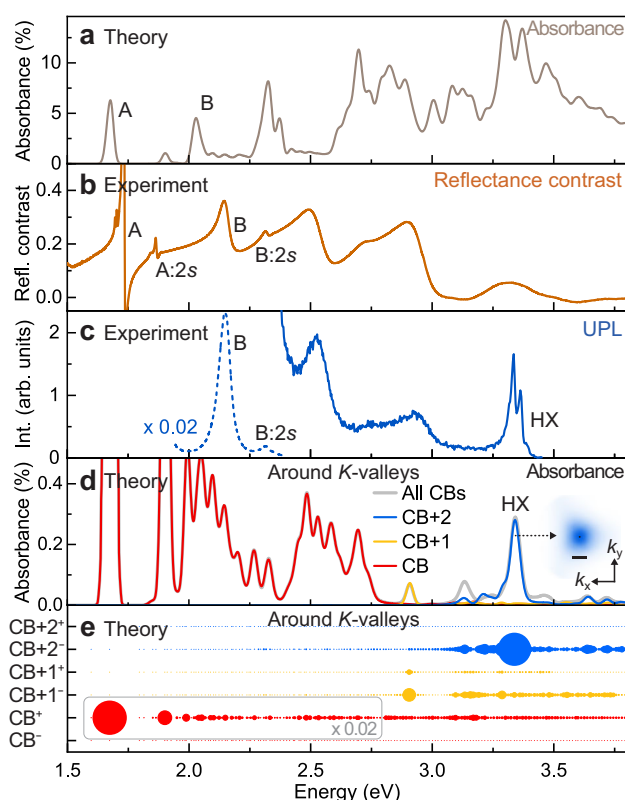 a Theory
Absorbance
A
B
Absorbance (%)
10
5
0
b Experiment
Reflectance contrast
A
A:2s
B
B:2s
Refl. contrast
0.4
0.2
0.0
c Experiment
UPL
B
x 0.02
B:2s
HX
Int. (arb. units)
2
1
0
d Theory
Around K-valleys
Absorbance
All CBs
CB+2
CB+1
CB
HX
ky
kx
Absorbance (%)
0.4
0.2
0.0
e Theory
Around K-valleys
CB+2⁺
CB+2⁻
CB+1⁺
CB+1⁻
CB⁺
CB⁻
x 0.02
1.5 2.0 2.5 3.0 3.5
Energy (eV)